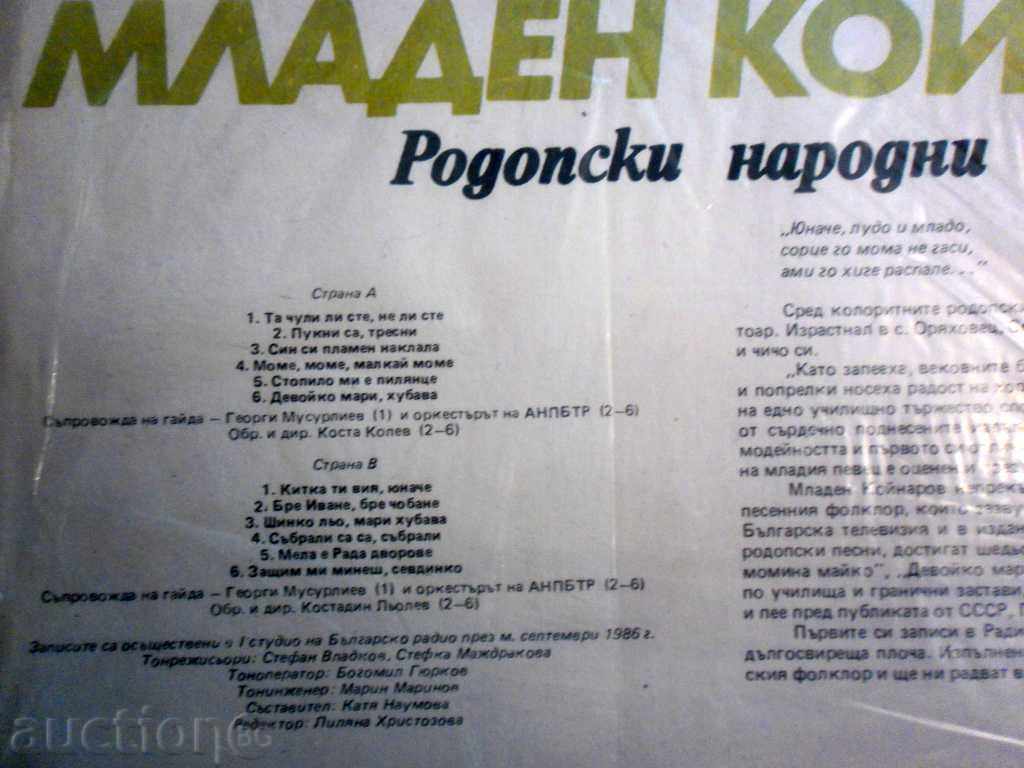 МЛАДЕН КОЙ
Родопски народни
„Юначе, лудо и младо,
сорце го мома не гаси,
ами го хиге распале. . ."
Страна А
1. Та чули ли сте, не ли сте
2. Пукни са, тресни
3. Син си пламен наклала
4. Моме, моме, малкай моме
5. Стопило ми е пилянце
6. Девойко мари, хубава
Съпровожда на гайда — Георги Мусурлиев (1) и оркестърът на АНПБТР (2–6)
Обр. и дир. Коста Колев (2–6)
Страна В
1. Китка ти вия, юначе
2. Бре Иване, бре чобане
3. Шинко льо, мари хубава
4. Събрали са са, събрали
5. Мела е Рада дворове
6. Защим ми минеш, севдинко
Съпровожда на гайда — Георги Мусурлиев (1) и оркестърът на АНПБТР (2–6)
Обр. и дир. Костадин Льолев (2–6)
Записите са осъществени в I студио на Българско радио през м. септември 1986 г.
Тонрежисьори: Стефан Владков, Стефка Маждракова
Тоноператор: Богомил Гюрков
Тонинженер: Марин Маринов
Съставител: Катя Наумова
Редактор: Лиляна Христозова
Сред колоритните родопск
тоар. Израстнал в с. Оряховец, С
и чичо си.
„Като запееха, вековните б
и попрелки носеха радост на хор
на едно училищно тържество
от сърдечно поднесените
модейността и първото си
на младия певец е оценен и
Младен Койнаров
песенния фолклор, които
Българска телевизия и в издан
родопски песни, достигат шедьо
момина майко", „Девойко мар
по училища и гранични застави,
и пее пред публиката от СССР, Г
Първите си записи в Ради
дългосвиреща плоча. Изпълнен
ския фолклор и ще ни радват в
auction.BG